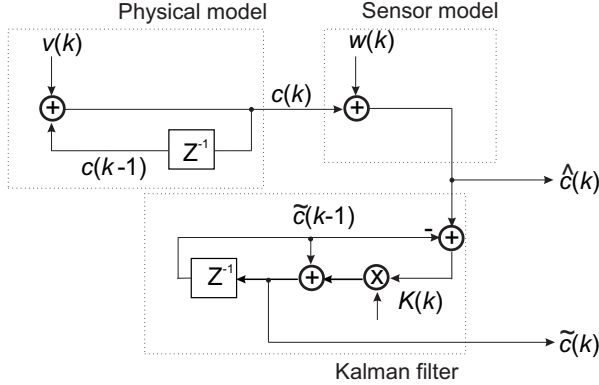 Physical model
Sensor model
v(k)
w(k)
+
c(k)
+
Z⁻¹
c(k-1)
ĉ(k)
c̃(k-1)
-
+
Z⁻¹
+
X
K(k)
c̃(k)
Kalman filter